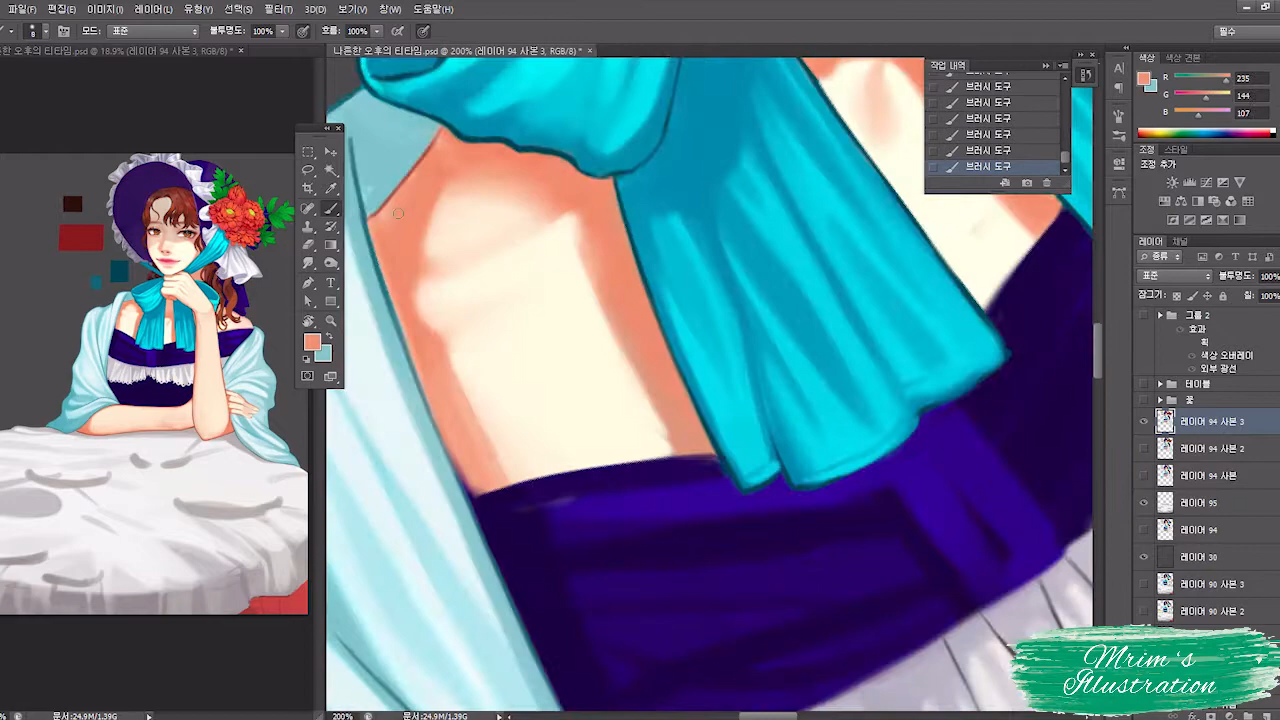 파일(F) 편집(E) 이미지(I) 레이어(L) 유형(Y) 선택(S) 필터(T) 3D(D) 보기(V) 창(W) 도움말(H)
8 모드: 표준 불투명도: 100% 흐름: 100% 필수
한 오후의 티타임.psd @ 18.9% (레이어 94 사본 3, RGB/8) * ×
나른한 오후의 티타임.psd @ 200% (레이어 94 사본 3, RGB/8) * ×
작업 내역
브러시 도구
브러시 도구
브러시 도구
브러시 도구
브러시 도구
브러시 도구
색상 색상 견본
R 235
G 144
B 107
조정 스타일
조정 추가
레이어 채널
종류
표준 불투명도: 100%
잠그기: 칠: 100%
그룹 2
효과
획
색상 오버레이
외부 광선
테이블
꽃
레이어 94 사본 3
레이어 94 사본 2
레이어 94 사본
레이어 95
레이어 94
레이어 30
레이어 90 사본 3
레이어 90 사본 2
Mrim's
Illustration
문서:24.9M/1.39G
200% 문서:24.9M/1.39G